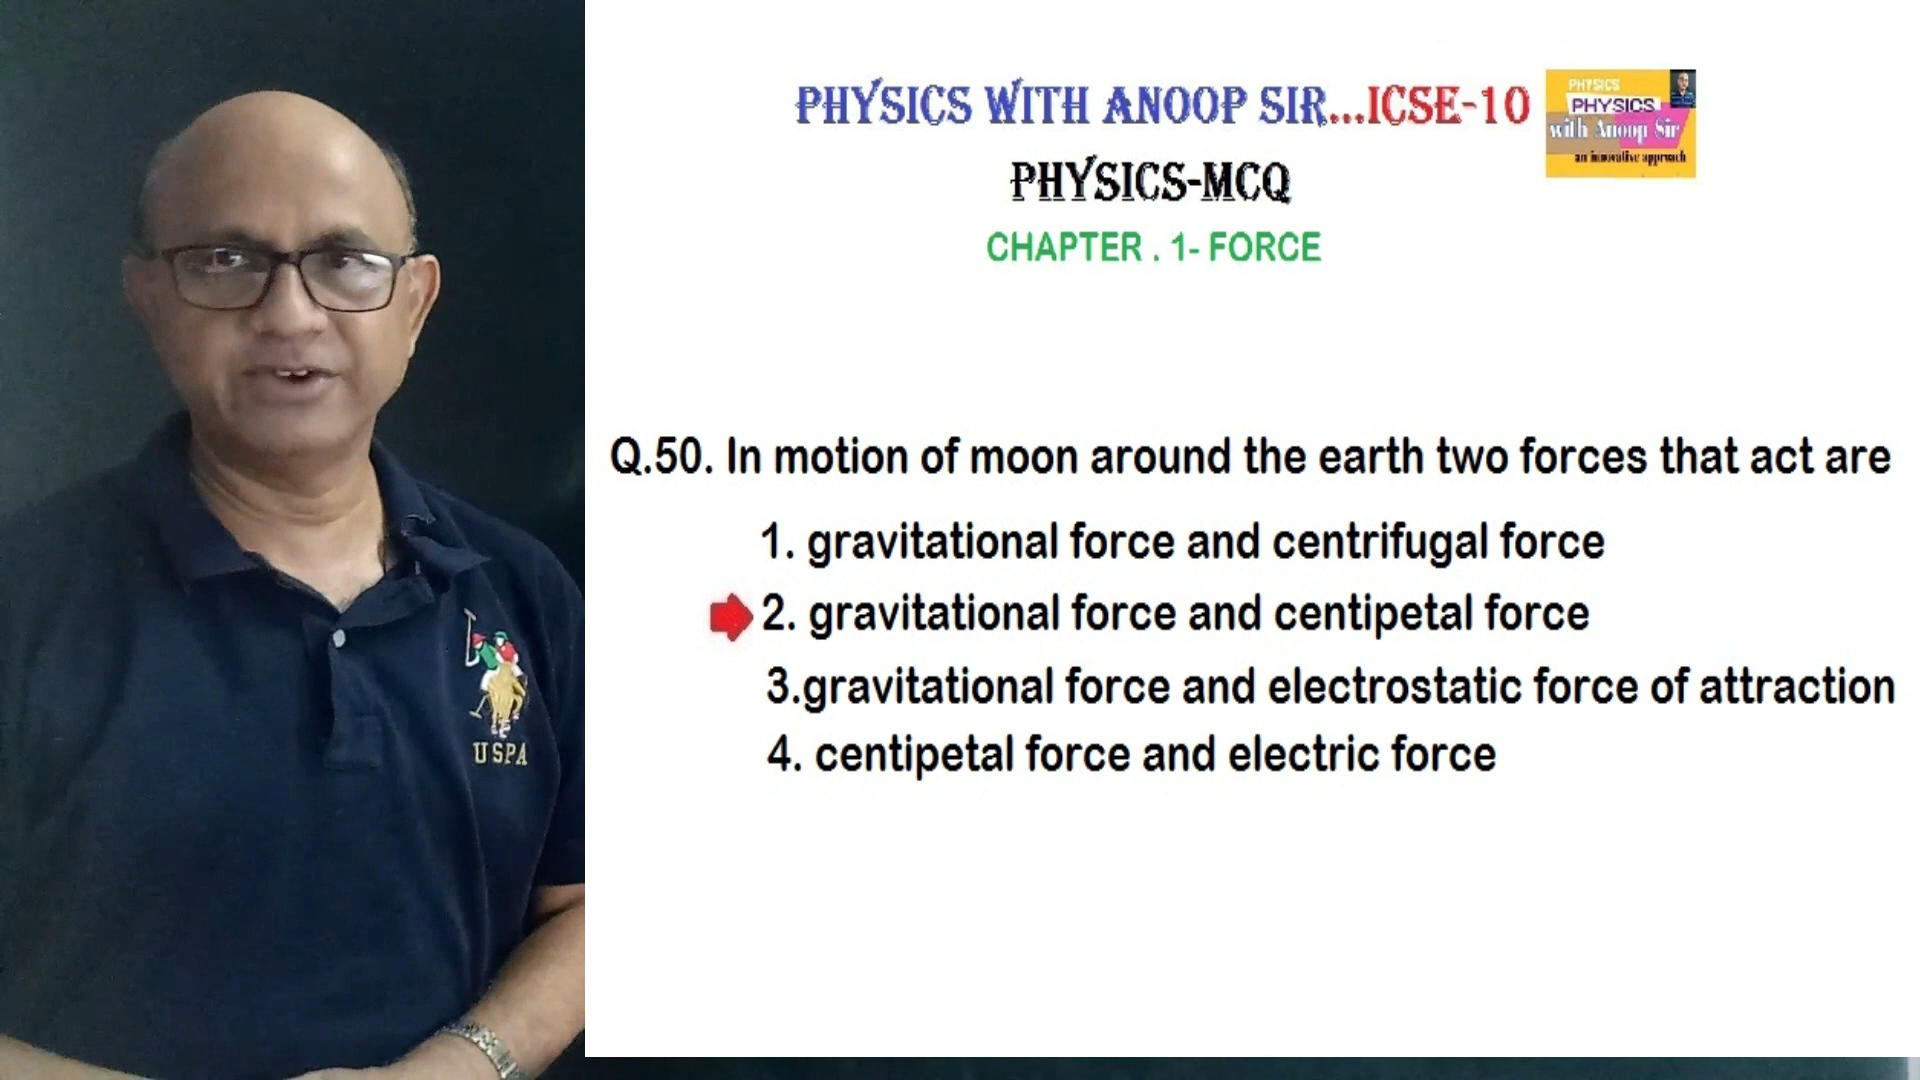 PHYSICS WITH ANOOP SIR...ICSE-10
PHYSICS
PHYSICS
with Anoop Sir
an innovative approach
PHYSICS-MCQ
CHAPTER . 1- FORCE
Q.50. In motion of moon around the earth two forces that act are
1. gravitational force and centrifugal force
2. gravitational force and centipetal force
3.gravitational force and electrostatic force of attraction
4. centipetal force and electric force
USPA